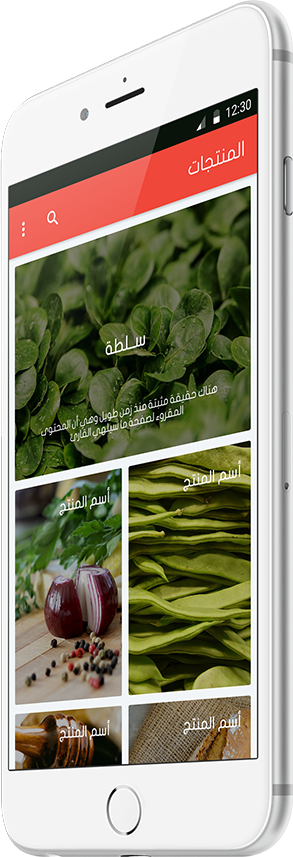 12:30
المنتجات
سلطة
هناك حقيقة مثبتة منذ زمن طويل وهي أن المحتوى
المقروء لصفحة ما سيلهي القارئ
أسم المنتج
أسم المنتج
أسم المنتج
أسم المنتج